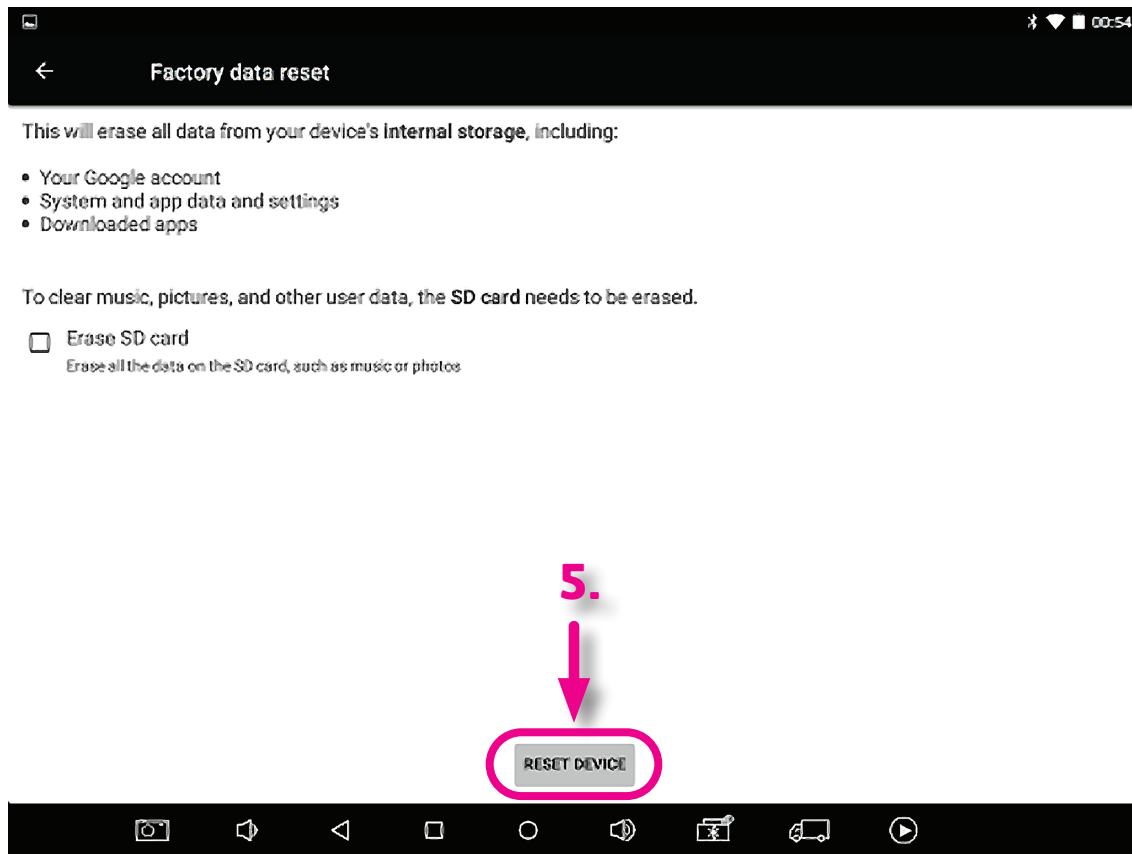 00:54
Factory data reset
This will erase all data from your device's internal storage, including:
• Your Google account
• System and app data and settings
• Downloaded apps
To clear music, pictures, and other user data, the SD card needs to be erased.
Erase SD card
Erase all the data on the SD card, such as music or photos
5.
RESET DEVICE